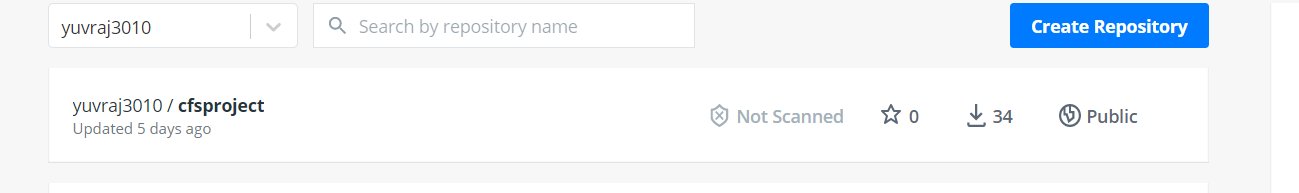 yuvraj3010
Search by repository name
Create Repository
yuvraj3010 / cfsproject
Updated 5 days ago
Not Scanned
0
34
Public